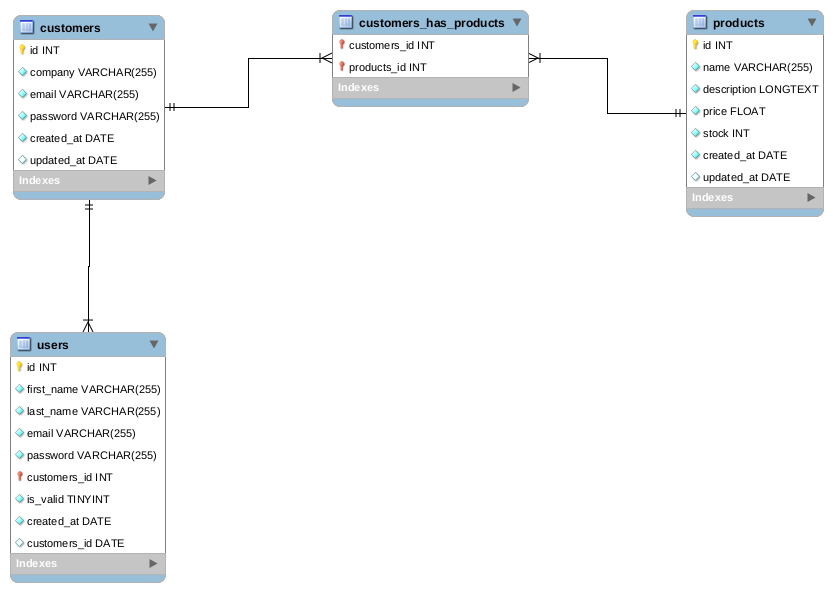 customers
id INT
company VARCHAR(255)
email VARCHAR(255)
password VARCHAR(255)
created_at DATE
updated_at DATE
Indexes
customers_has_products
customers_id INT
products_id INT
Indexes
products
id INT
name VARCHAR(255)
description LONGTEXT
price FLOAT
stock INT
created_at DATE
updated_at DATE
Indexes
users
id INT
first_name VARCHAR(255)
last_name VARCHAR(255)
email VARCHAR(255)
password VARCHAR(255)
customers_id INT
is_valid TINYINT
created_at DATE
customers_id DATE
Indexes